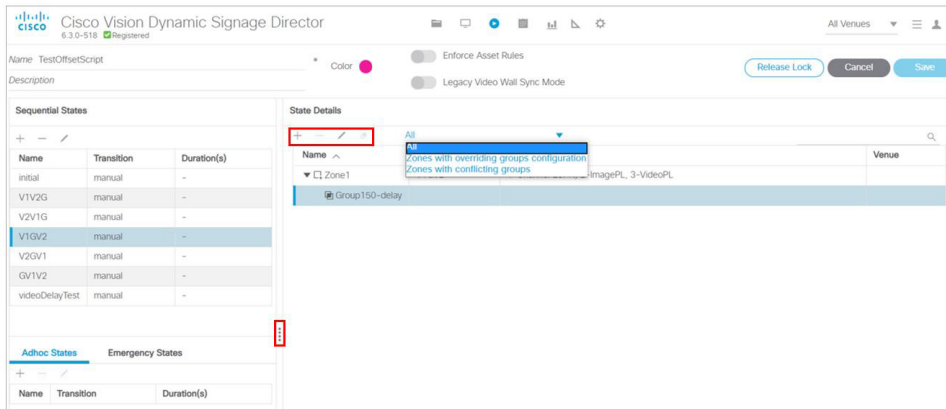 CISCO Cisco Vision Dynamic Signage Director
6.3.0-518 Registered
All Venues
Name TestOffsetScript *
Color
Enforce Asset Rules
Description
Legacy Video Wall Sync Mode
Release Lock Cancel Save
Sequential States
State Details
All
All
Zones with overriding groups configuration
Zones with conflicting groups
Name Transition Duration(s)
Name Venue
initial manual -
V1V2G manual -
V2V1G manual -
V1GV2 manual -
V2GV1 manual -
GV1V2 manual -
videoDelayTest manual -
Zone1 -ImagePL, 3-VideoPL
Group150-delay
Adhoc States Emergency States
Name Transition Duration(s)